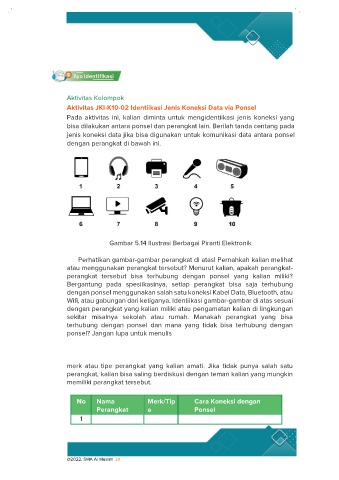 Ayo Identifikasi
Aktivitas Kelompok
Aktivitas JKI-K10-02 Identiikasi Jenis Koneksi Data via Ponsel
Pada aktivitas ini, kalian diminta untuk mengidentiikasi jenis koneksi yang
bisa dilakukan antara ponsel dan perangkat lain. Berilah tanda centang pada
jenis koneksi data jika bisa digunakan untuk komunikasi data antara ponsel
dengan perangkat di bawah ini.
1 2 3 4 5
6 7 8 9 10
Gambar 5.14 Ilustrasi Berbagai Piranti Elektronik
Perhatikan gambar-gambar perangkat di atas! Pernahkah kalian melihat
atau menggunakan perangkat tersebut? Menurut kalian, apakah perangkat-
perangkat tersebut bisa terhubung dengan ponsel yang kalian miliki?
Bergantung pada spesiikasinya, setiap perangkat bisa saja terhubung
dengan ponsel menggunakan salah satu koneksi Kabel Data, Bluetooth, atau
Wiﬁ, atau gabungan dari ketiganya. Identiikasi gambar-gambar di atas sesuai
dengan perangkat yang kalian miliki atau pengamatan kalian di lingkungan
sekitar misalnya sekolah atau rumah. Manakah perangkat yang bisa
terhubung dengan ponsel dan mana yang tidak bisa terhubung dengan
ponsel? Jangan lupa untuk menulis
merk atau tipe perangkat yang kalian amati. Jika tidak punya salah satu
perangkat, kalian bisa saling berdiskusi dengan teman kalian yang mungkin
memiliki perangkat tersebut.
No Nama Merk/Tip Cara Koneksi dengan
Perangkat e Ponsel
1
@2022, SMA Al Masoem